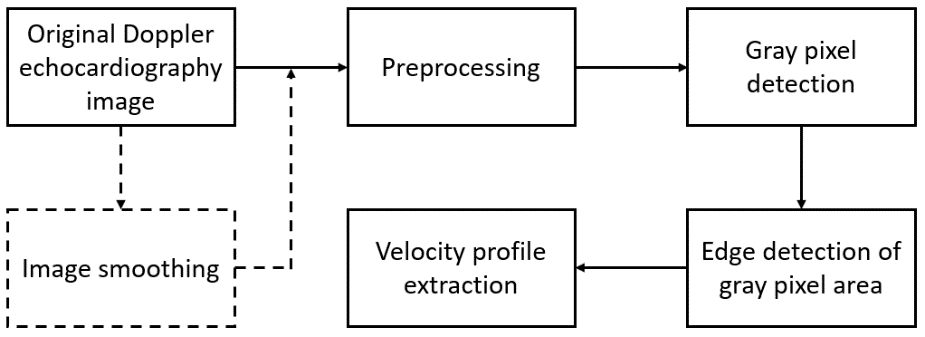 Original Doppler
echocardiography
image
Preprocessing
Gray pixel
detection
Image smoothing
Velocity profile
extraction
Edge detection of
gray pixel area